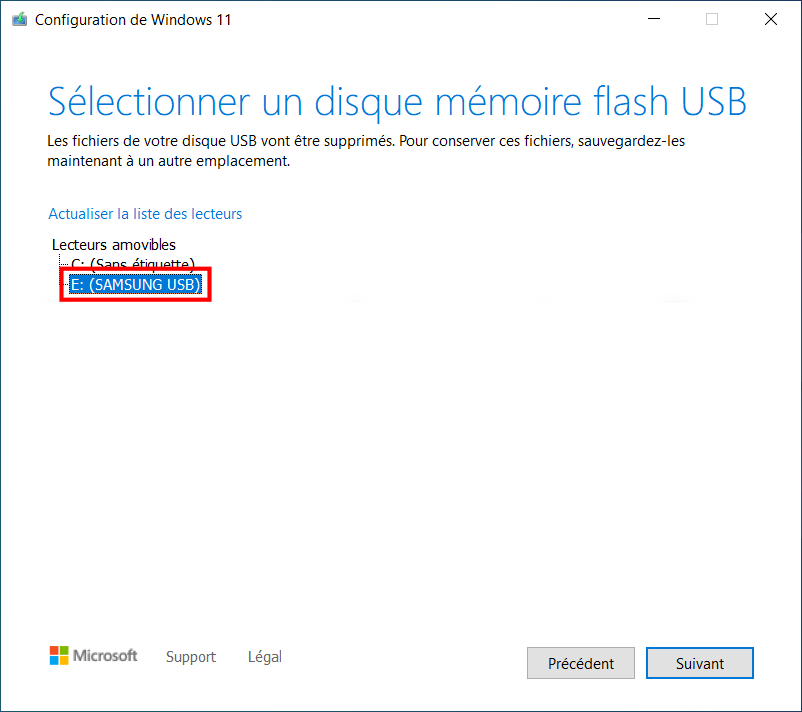 Configuration de Windows 11
Sélectionner un disque mémoire flash USB
Les fichiers de votre disque USB vont être supprimés. Pour conserver ces fichiers, sauvegardez-les
maintenant à un autre emplacement.
Actualiser la liste des lecteurs
Lecteurs amovibles
C: (Sans étiquette)
E: (SAMSUNG USB)
Microsoft Support Légal Précédent Suivant